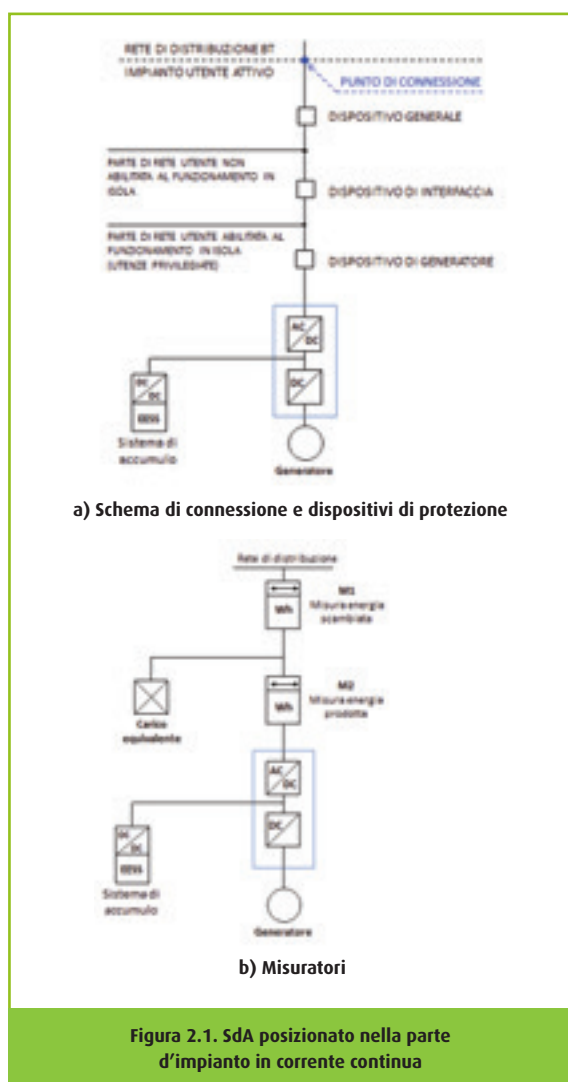 RETE DI DISTRIBUZIONE BT
IMPIANTO UTENTE ATTIVO
PUNTO DI CONNESSIONE
DISPOSITIVO GENERALE
PARTE DI RETE UTENTE NON
ABILITATA AL FUNZIONAMENTO IN
ISOLA
DISPOSITIVO DI INTERFACCIA
PARTE DI RETE UTENTE ABILITATA AL
FUNZIONAMENTO IN ISOLA
(UTENZE PRIVILEGIATE)
DISPOSITIVO DI GENERATORE
AC
DC
DC
DC
DC
EESS
Sistema di
accumulo
Generatore
a) Schema di connessione e dispositivi di protezione
Rete di distribuzione
M1
Misura energia
scambiata
Wh
M2
Misura energia
prodotta
Wh
Carico
equivalente
AC
DC
DC
DC
DC
EESS
Sistema di
accumulo
Generatore
b) Misuratori
Figura 2.1. SdA posizionato nella parte
d'impianto in corrente continua